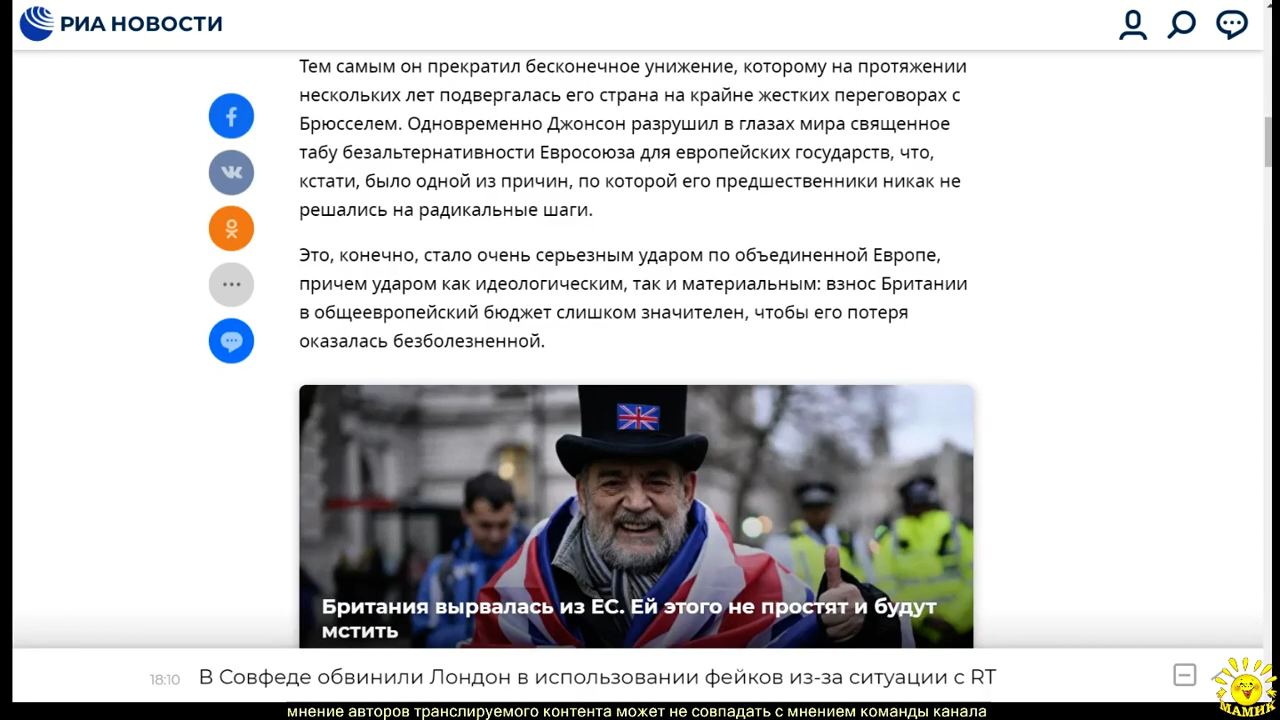 РИА НОВОСТИ
Тем самым он прекратил бесконечное унижение, которому на протяжении
нескольких лет подвергалась его страна на крайне жестких переговорах с
Брюсселем. Одновременно Джонсон разрушил в глазах мира священное
табу безальтернативности Евросоюза для европейских государств, что,
кстати, было одной из причин, по которой его предшественники никак не
решались на радикальные шаги.
Это, конечно, стало очень серьезным ударом по объединенной Европе,
причем ударом как идеологическим, так и материальным: взнос Британии
в общеевропейский бюджет слишком значителен, чтобы его потеря
оказалась безболезненной.
Британия вырвалась из ЕС. Ей этого не простят и будут
мстить
18:10 В Совфеде обвинили Лондон в использовании фейков из-за ситуации с RT
МАМИК
мнение авторов транслируемого контента может не совпадать с мнением команды канала